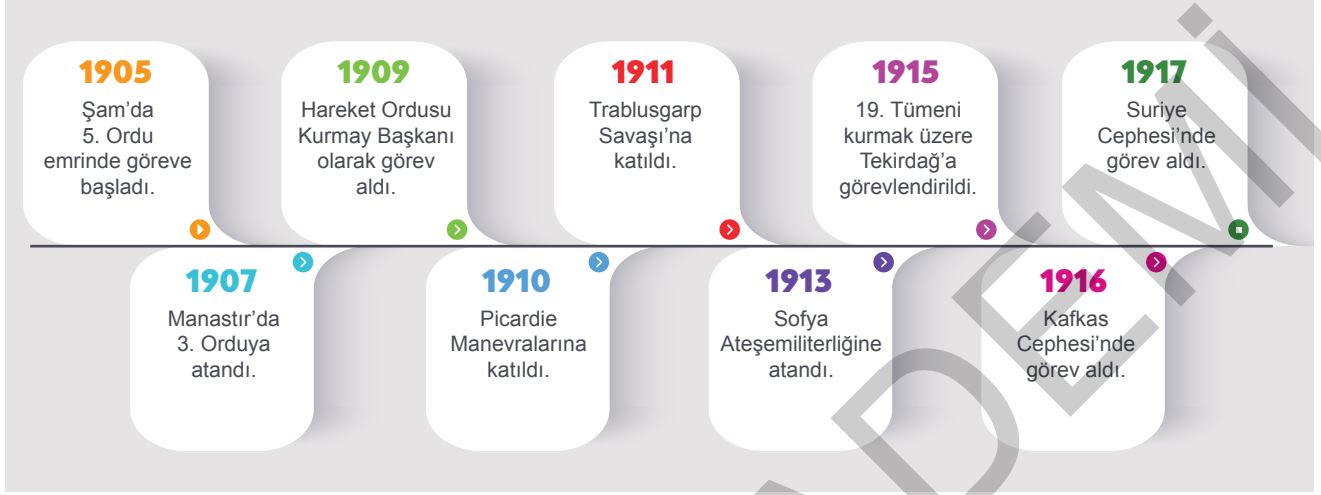 1905
Şam’da
5. Ordu
emrinde göreve
başladı.
1907
Manastır’da
3. Orduya
atandı.
1909
Hareket Ordusu
Kurmay Başkanı
olarak görev
aldı.
1910
Picardie
Manevralarına
katıldı.
1911
Trablusgarp
Savaşı’na
katıldı.
1913
Sofya
Ateşemiliterliğine
atandı.
1915
19. Tümeni
kurmak üzere
Tekirdağ’a
görevlendirildi.
1916
Kafkas
Cephesi’nde
görev aldı.
1917
Suriye
Cephesi’nde
görev aldı.
ADEMİ